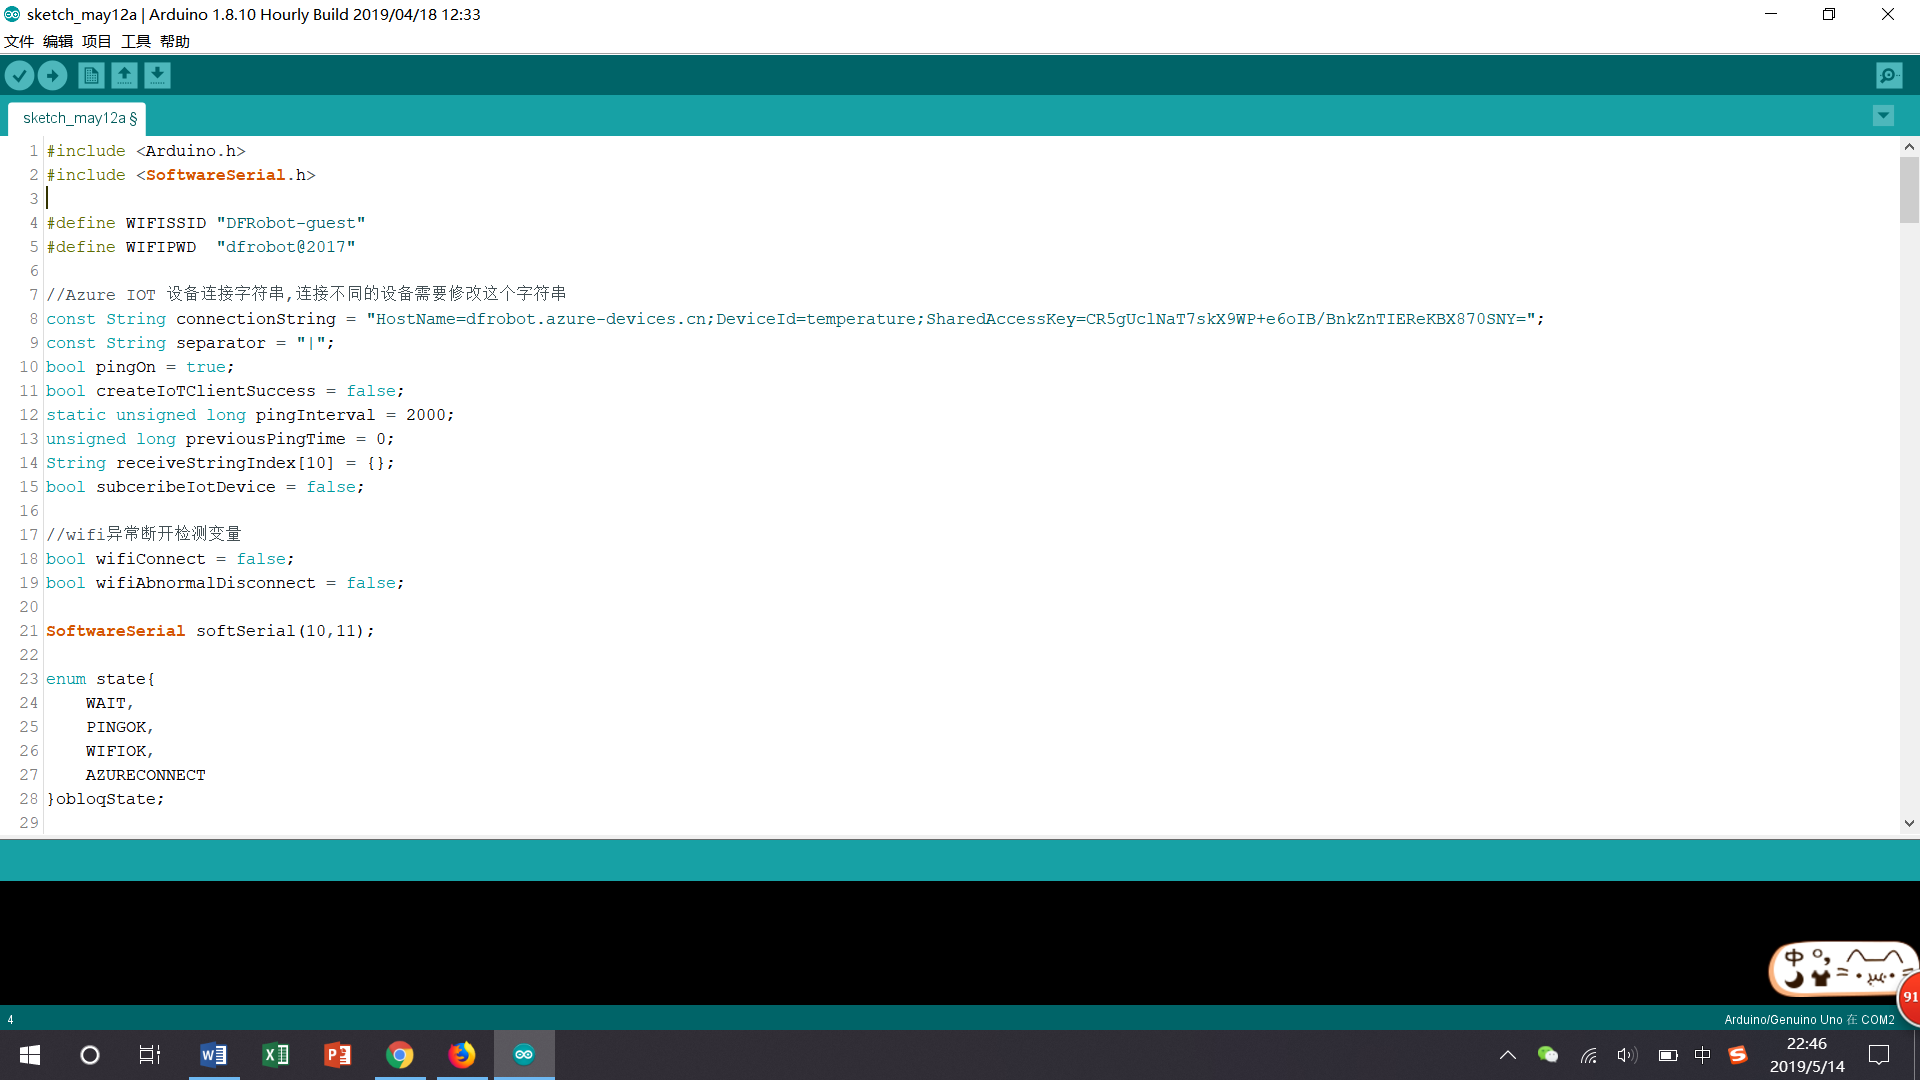 sketch_may12a | Arduino 1.8.10 Hourly Build 2019/04/18 12:33
文件 编辑 项目 工具 帮助
sketch_may12a §
1 #include <Arduino.h>
2 #include <SoftwareSerial.h>
3
4 #define WIFISSID "DFRobot-guest"
5 #define WIFIPWD  "dfrobot@2017"
6
7 //Azure IOT 设备连接字符串,连接不同的设备需要修改这个字符串
8 const String connectionString = "HostName=dfrobot.azure-devices.cn;DeviceId=temperature;SharedAccessKey=CR5gUclNaT7skX9WP+e6oIB/BnkZnTIEReKBX870SNY=";
9 const String separator = "|";
10 bool pingOn = true;
11 bool createIoTClientSuccess = false;
12 static unsigned long pingInterval = 2000;
13 unsigned long previousPingTime = 0;
14 String receiveStringIndex[10] = {};
15 bool subceribeIotDevice = false;
16
17 //wifi异常断开检测变量
18 bool wifiConnect = false;
19 bool wifiAbnormalDisconnect = false;
20
21 SoftwareSerial softSerial(10,11);
22
23 enum state{
24     WAIT,
25     PINGOK,
26     WIFIOK,
27     AZURECONNECT
28 }obloqState;
29
中
91
4
Arduino/Genuino Uno 在 COM2
中
22:46
2019/5/14